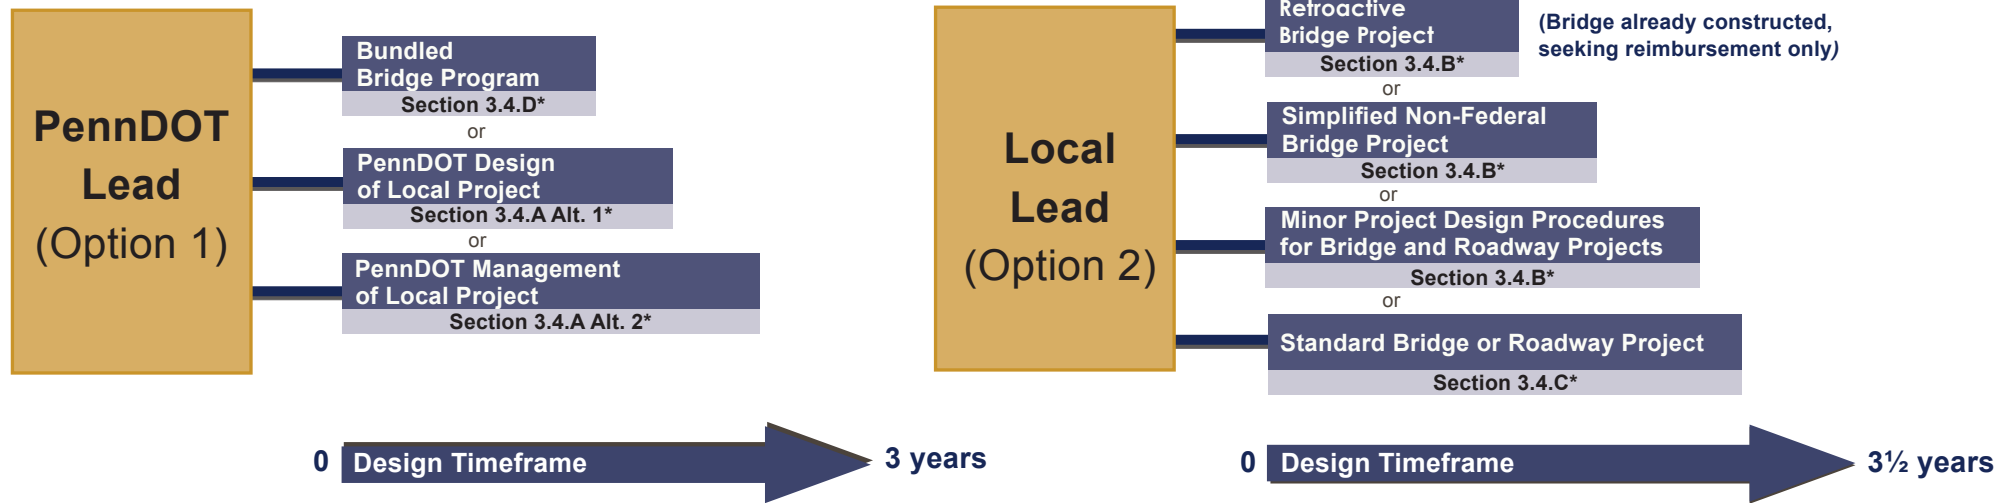 PennDOT
Lead
(Option 1)
Bundled
Bridge Program
Section 3.4.D*
or
PennDOT Design
of Local Project
Section 3.4.A Alt. 1*
or
PennDOT Management
of Local Project
Section 3.4.A Alt. 2*
0
Design Timeframe
3 years
Local
Lead
(Option 2)
Retroactive
Bridge Project
Section 3.4.B*
(Bridge already constructed,
seeking reimbursement only)
or
Simplified Non-Federal
Bridge Project
Section 3.4.B*
or
Minor Project Design Procedures
for Bridge and Roadway Projects
Section 3.4.B*
or
Standard Bridge or Roadway Project
Section 3.4.C*
0
Design Timeframe
3½ years